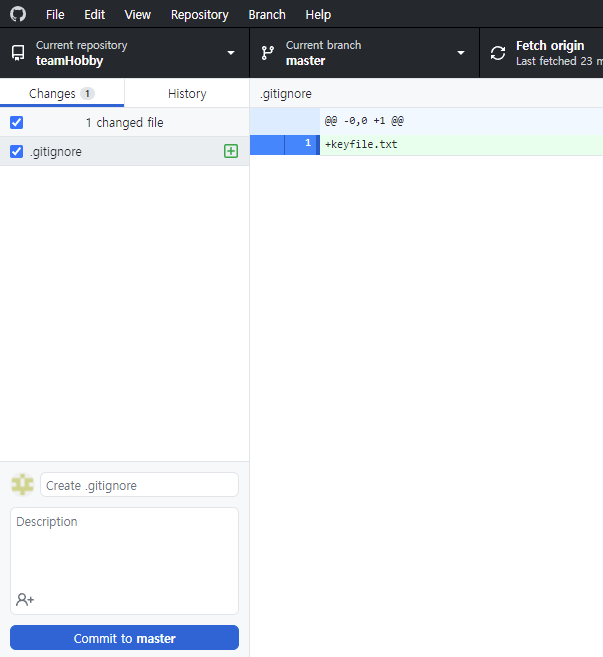 File Edit View Repository Branch Help
Current repository
teamHobby
Current branch
master
Fetch origin
Last fetched 23 m
Changes 1
History
.gitignore
1 changed file
@@ -0,0 +1 @@
.gitignore
1 +keyfile.txt
Create .gitignore
Description
Commit to master